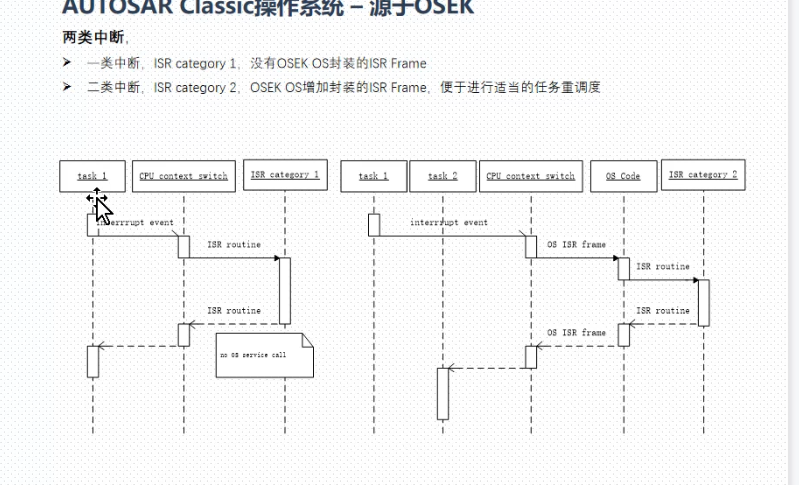 AUTOSAR Classic操作系统 – 源于OSEK
两类中断,
一类中断, ISR category 1, 没有OSEK OS封装的ISR Frame
二类中断, ISR category 2, OSEK OS增加封装的ISR Frame, 便于进行适当的任务重调度
task 1 CPU context switch ISR category 1 task 1 task 2 CPU context switch OS Code ISR category 2
interrrupt event interrrupt event
ISR routine OS ISR frame
ISR routine
ISR routine ISR routine
OS ISR frame
no OS service call